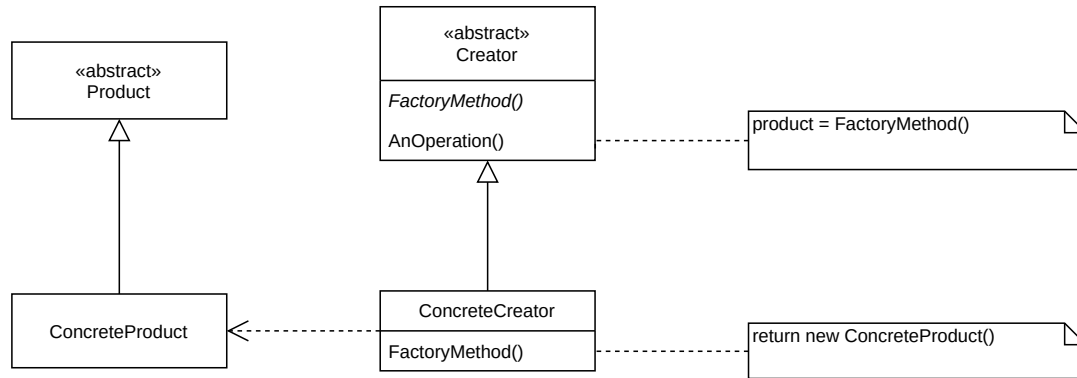 «abstract»
Product
«abstract»
Creator
FactoryMethod()
AnOperation()
product = FactoryMethod()
ConcreteProduct
ConcreteCreator
FactoryMethod()
return new ConcreteProduct()